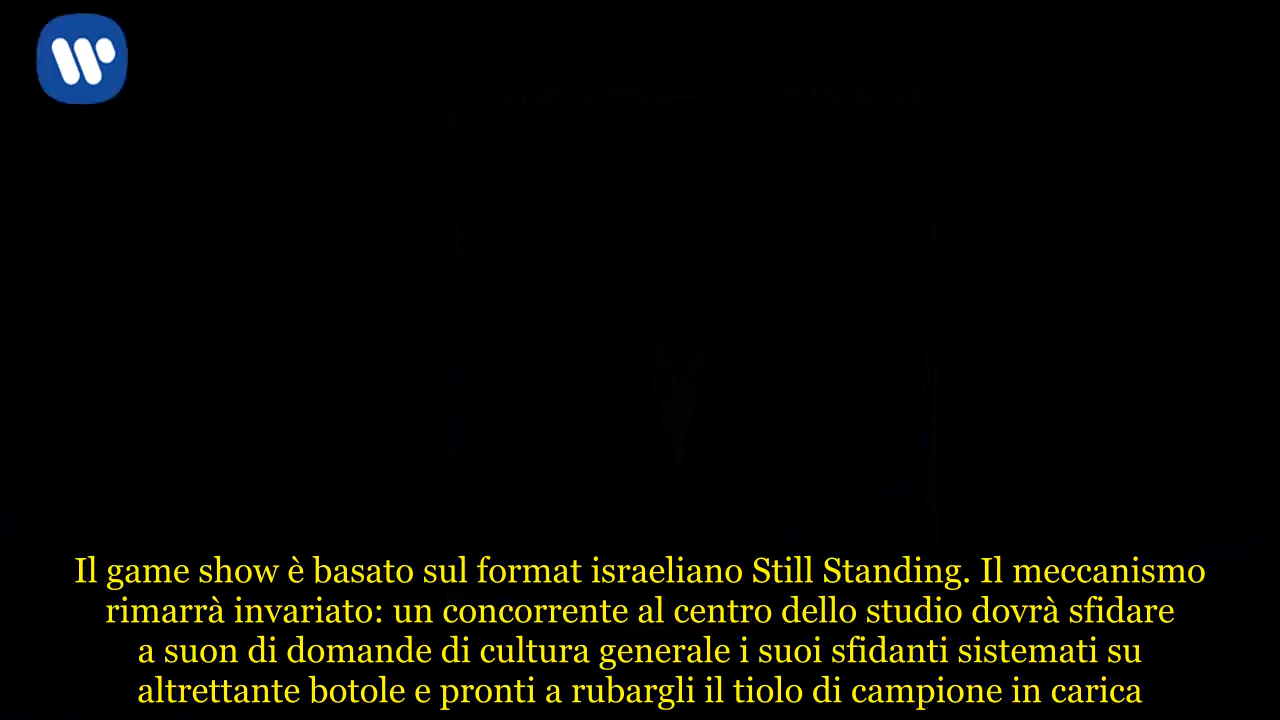 Il game show è basato sul format israeliano Still Standing. Il meccanismo
rimarrà invariato: un concorrente al centro dello studio dovrà sfidare
a suon di domande di cultura generale i suoi sfidanti sistemati su
altrettante botole e pronti a rubargli il tiolo di campione in carica